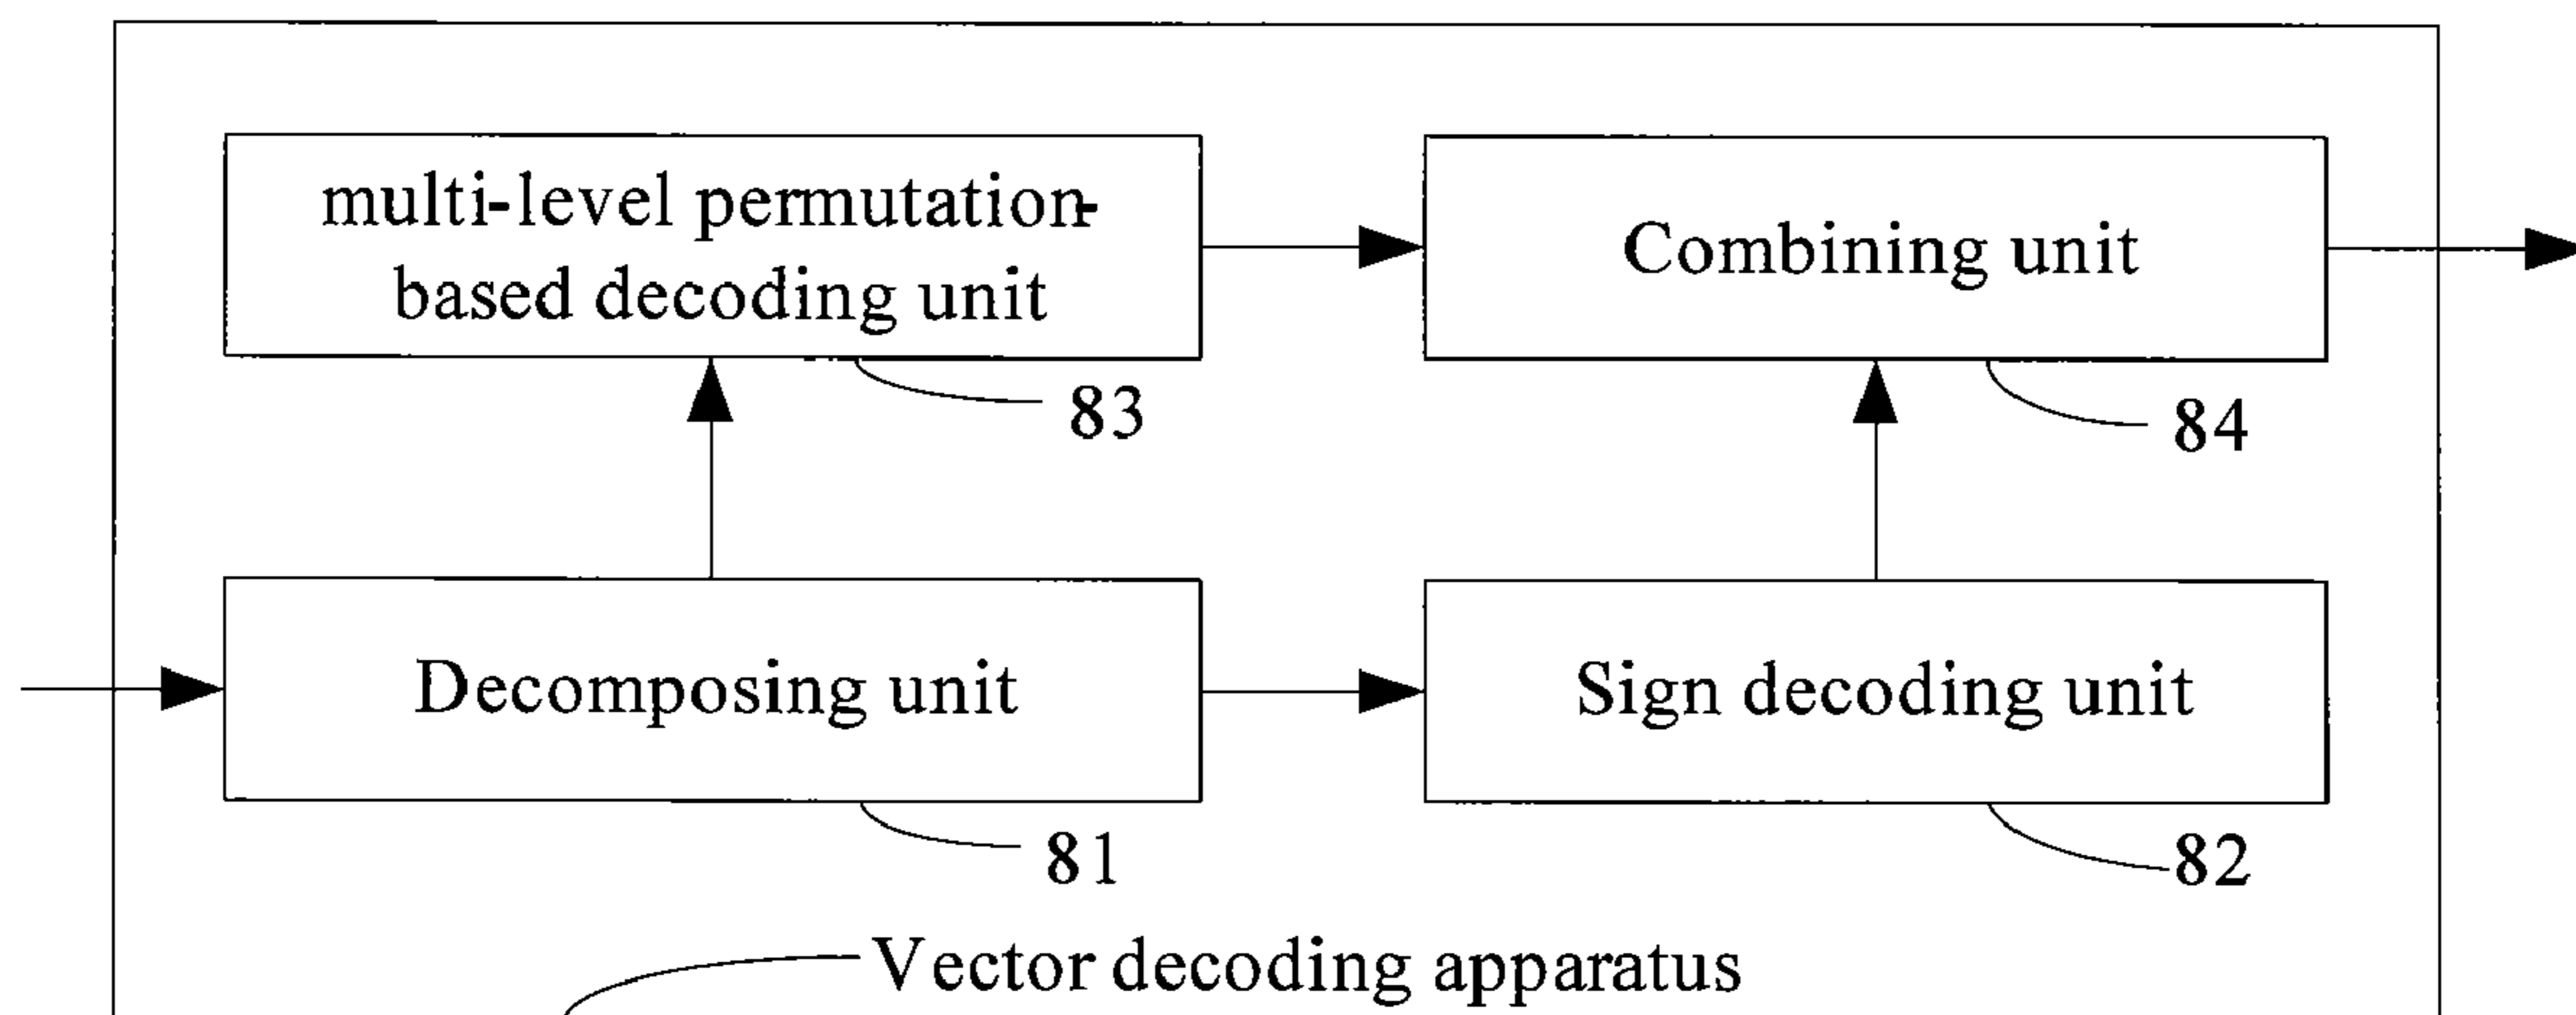 multi-level permutation-
based decoding unit
Combining unit
83
84
Decomposing unit
Sign decoding unit
81
82
Vector decoding apparatus